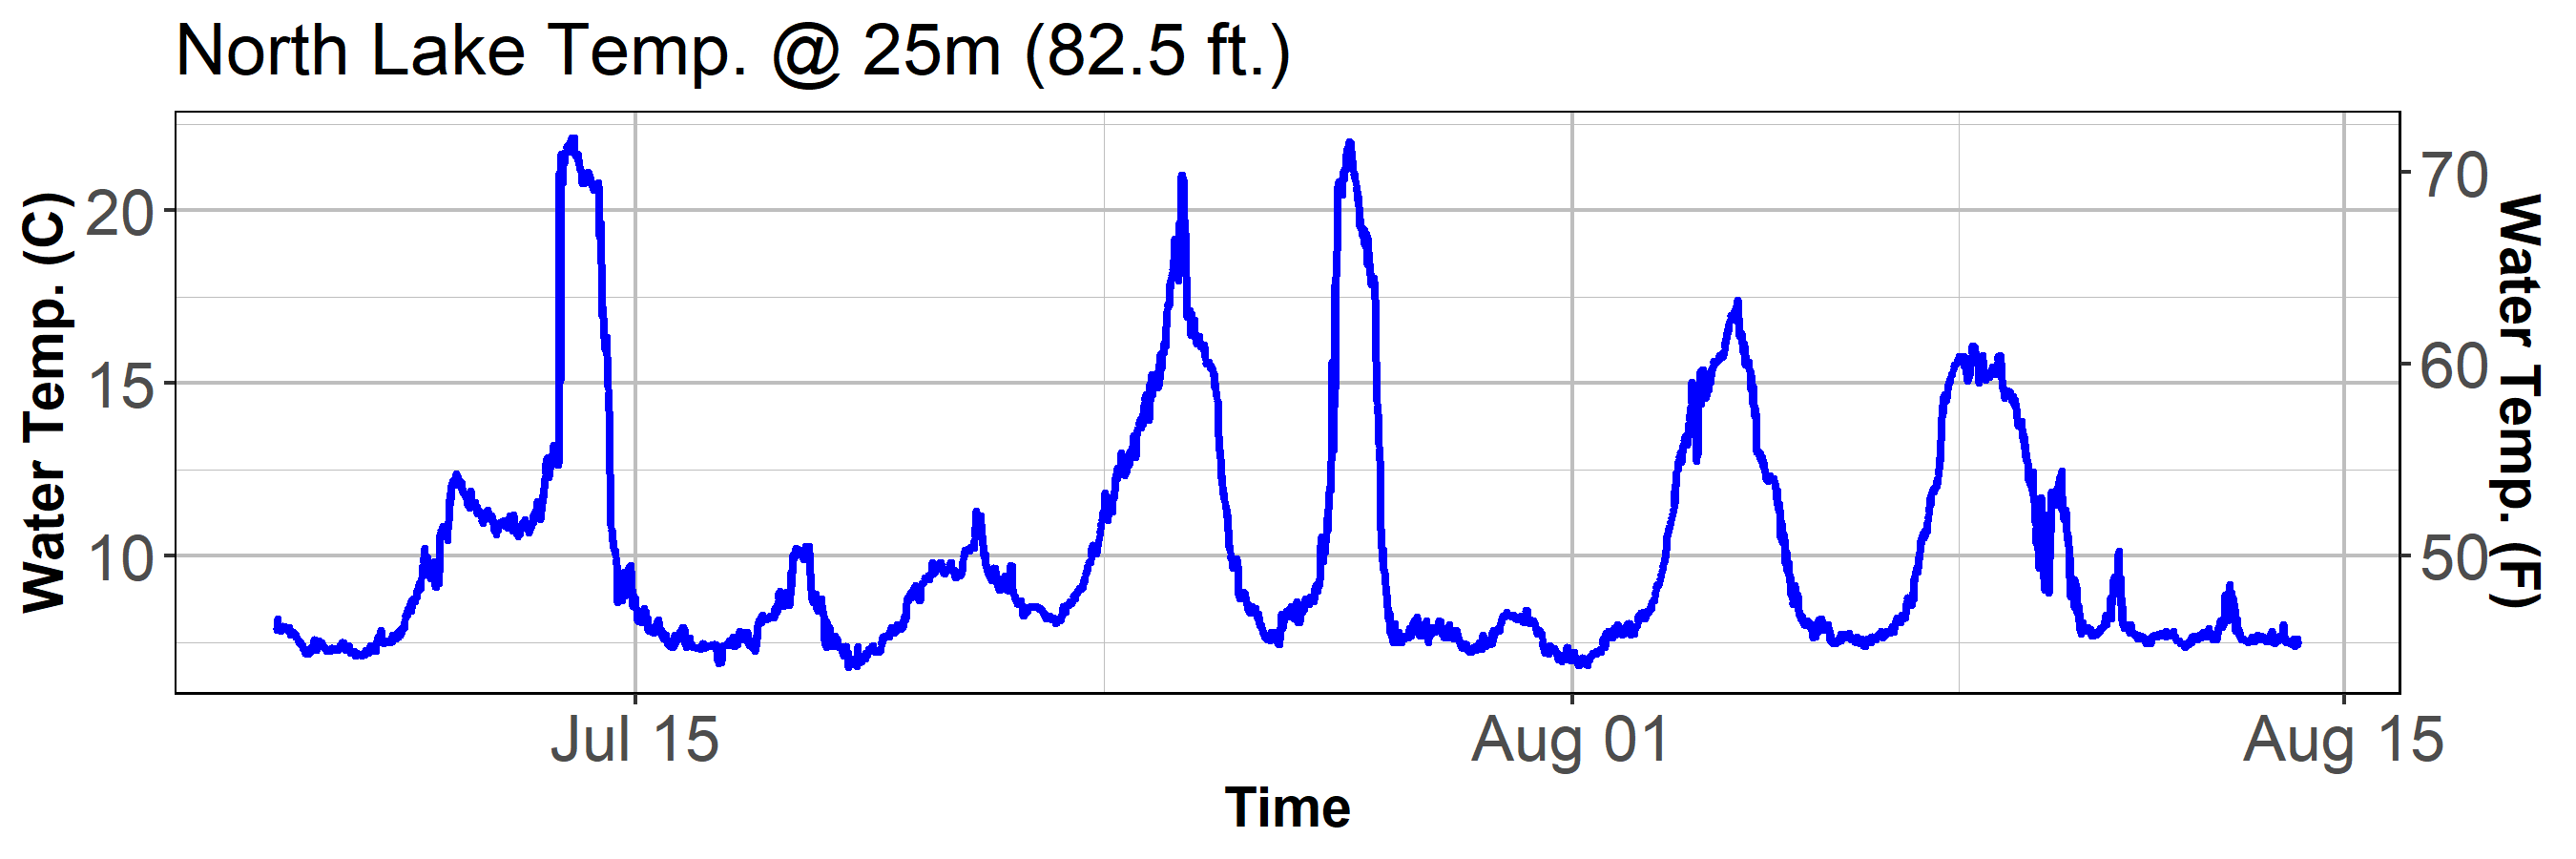 North Lake Temp. @ 25m (82.5 ft.)
Water Temp. (C)
20
15
10
70
60
50
Water Temp. (F)
Jul 15
Aug 01
Aug 15
Time